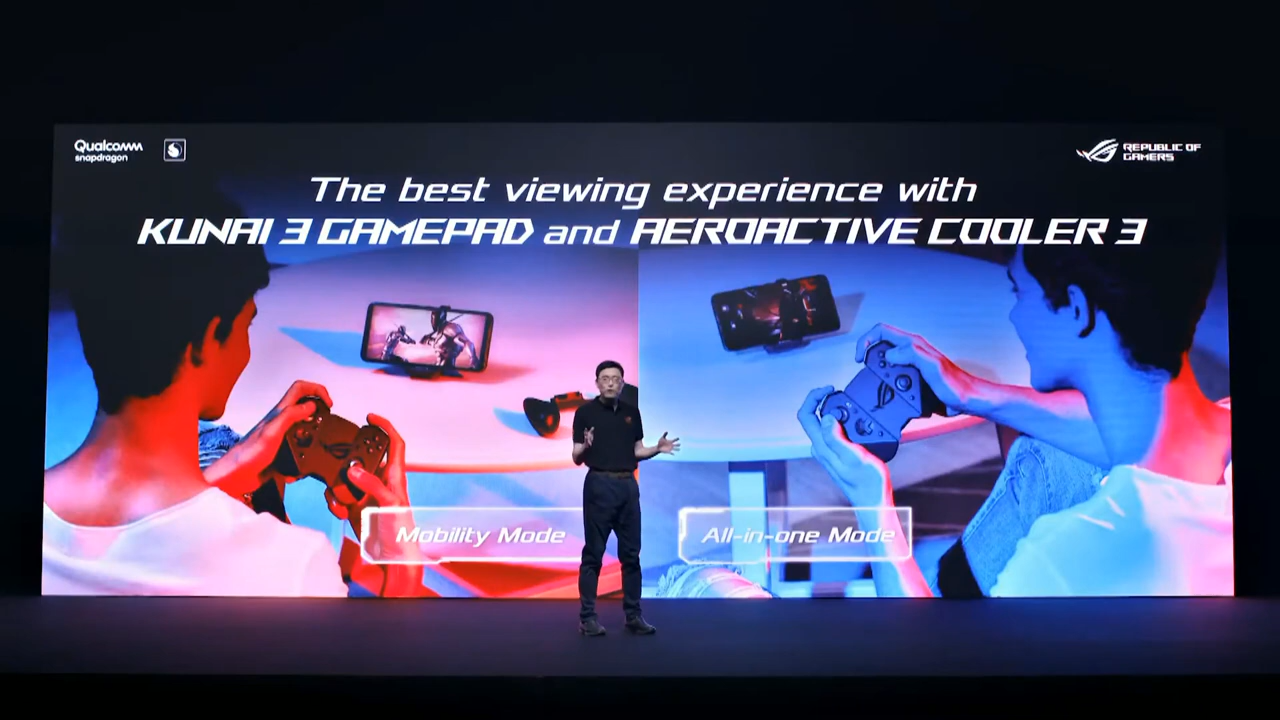 Qualcomm
snapdragon
REPUBLIC OF
GAMERS
The best viewing experience with
KUNAI 3 GAMEPAD and AEROACTIVE COOLER 3
Mobility Mode
All-in-one Mode